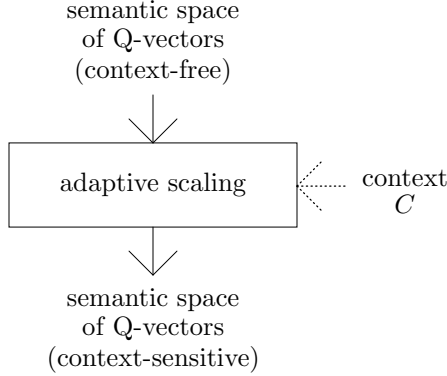 semantic space
of Q-vectors
(context-free)
adaptive scaling
context
C
semantic space
of Q-vectors
(context-sensitive)